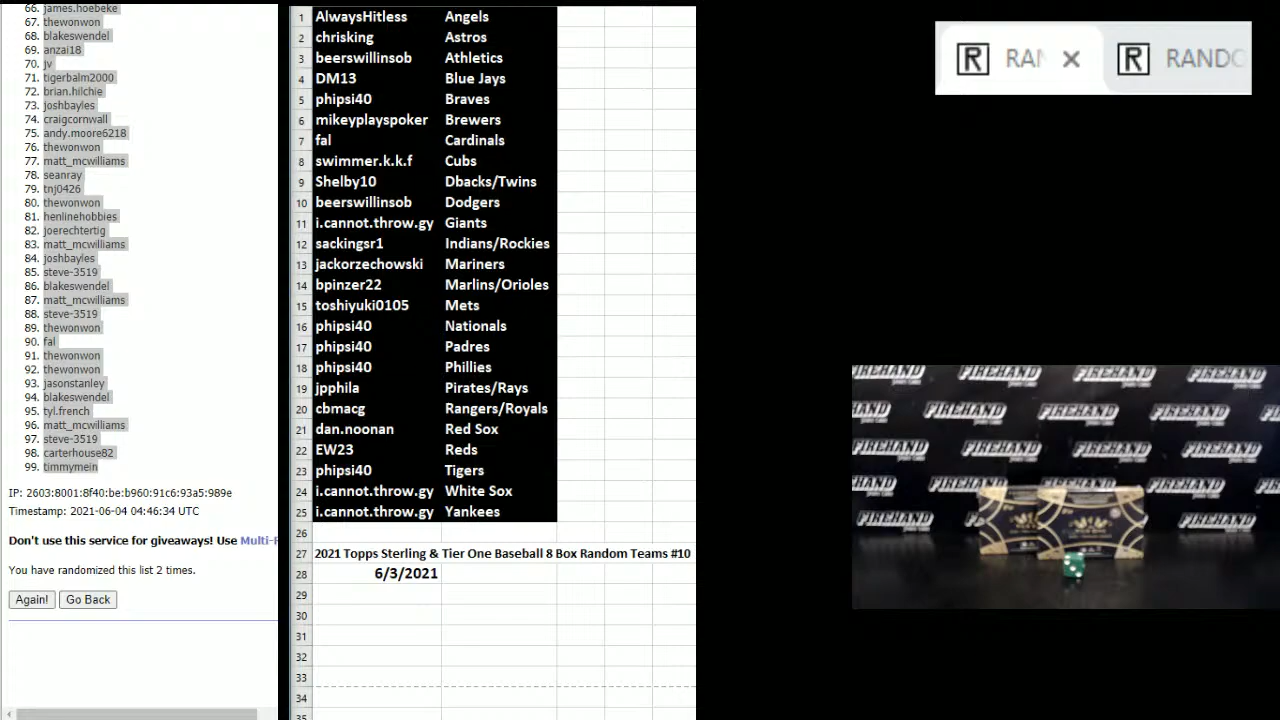 66. james.hoebeke
67. thewonwon
68. blakeswendel
69. anzai18
70. jv
71. tigerbalm2000
72. brian.hilchie
73. joshbayles
74. craigcornwall
75. andy.moore6218
76. thewonwon
77. matt_mcwilliams
78. seanray
79. tnj0426
80. thewonwon
81. henlinehobbies
82. joerechtertig
83. matt_mcwilliams
84. joshbayles
85. steve-3519
86. blakeswendel
87. matt_mcwilliams
88. steve-3519
89. thewonwon
90. fal
91. thewonwon
92. thewonwon
93. jasonstanley
94. blakeswendel
95. tyl.french
96. matt_mcwilliams
97. steve-3519
98. carterhouse82
99. timmymein
IP: 2603:8001:8f40:be:b960:91c6:93a5:989e
Timestamp: 2021-06-04 04:46:34 UTC
Don't use this service for giveaways! Use Multi-
You have randomized this list 2 times.
Again! Go Back
1 AlwaysHitless Angels
2 chrisking Astros
3 beerswillinsob Athletics
4 DM13 Blue Jays
5 phipsi40 Braves
6 mikeyplayspoker Brewers
7 fal Cardinals
8 swimmer.k.k.f Cubs
9 Shelby10 Dbacks/Twins
10 beerswillinsob Dodgers
11 i.cannot.throw.gy Giants
12 sackingsr1 Indians/Rockies
13 jackorzechowski Mariners
14 bpinzer22 Marlins/Orioles
15 toshiyuki0105 Mets
16 phipsi40 Nationals
17 phipsi40 Padres
18 phipsi40 Phillies
19 jpphila Pirates/Rays
20 cbmacg Rangers/Royals
21 dan.noonan Red Sox
22 EW23 Reds
23 phipsi40 Tigers
24 i.cannot.throw.gy White Sox
25 i.cannot.throw.gy Yankees
26
27 2021 Topps Sterling & Tier One Baseball 8 Box Random Teams #10
28 6/3/2021
29
30
31
32
33
34
35
R RAN × R RANDO
FIREHAND FIREHAND FIREHAND FIREHAND
HAND FIREHAND FIREHAND FIREHAND